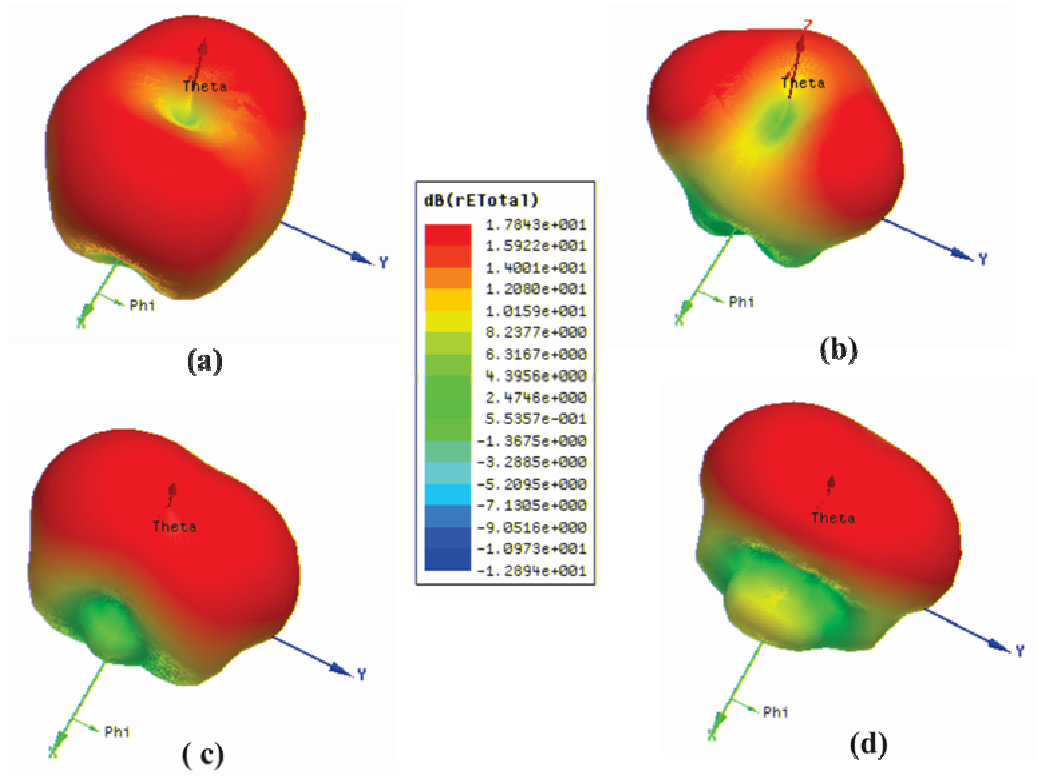 Theta
Y
Phi
X
(a)
Z
Theta
Y
Phi
X
(b)
dB(rETotal)
1.7843e+001
1.5922e+001
1.4001e+001
1.2080e+001
1.0159e+001
8.2377e+000
6.3167e+000
4.3956e+000
2.4746e+000
5.5357e-001
-1.3675e+000
-3.2885e+000
-5.2095e+000
-7.1305e+000
-9.0516e+000
-1.0973e+001
-1.2894e+001
Theta
Y
Phi
X
( c)
Theta
Y
Phi
X
(d)